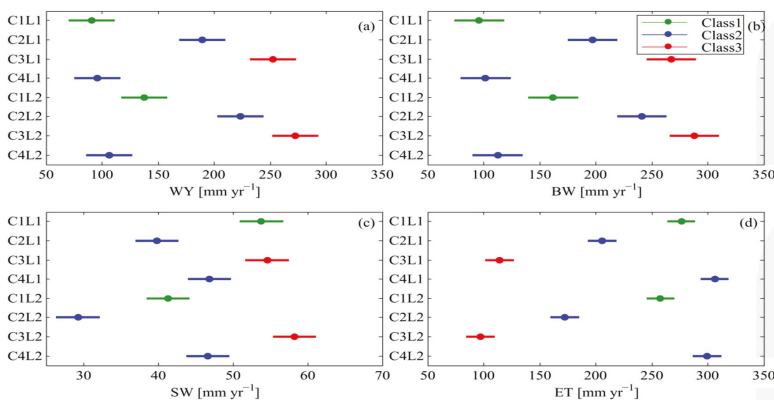 C1L1
C2L1
C3L1
C4L1
C1L2
C2L2
C3L2
C4L2
(a)
50 100 150 200 250 300 350
WY [mm yr⁻¹]
C1L1
C2L1
C3L1
C4L1
C1L2
C2L2
C3L2
C4L2
Class1
Class2
Class3
(b)
50 100 150 200 250 300 350
BW [mm yr⁻¹]
C1L1
C2L1
C3L1
C4L1
C1L2
C2L2
C3L2
C4L2
(c)
30 40 50 60 70
SW [mm yr⁻¹]
C1L1
C2L1
C3L1
C4L1
C1L2
C2L2
C3L2
C4L2
(d)
50 100 150 200 250 300 350
ET [mm yr⁻¹]